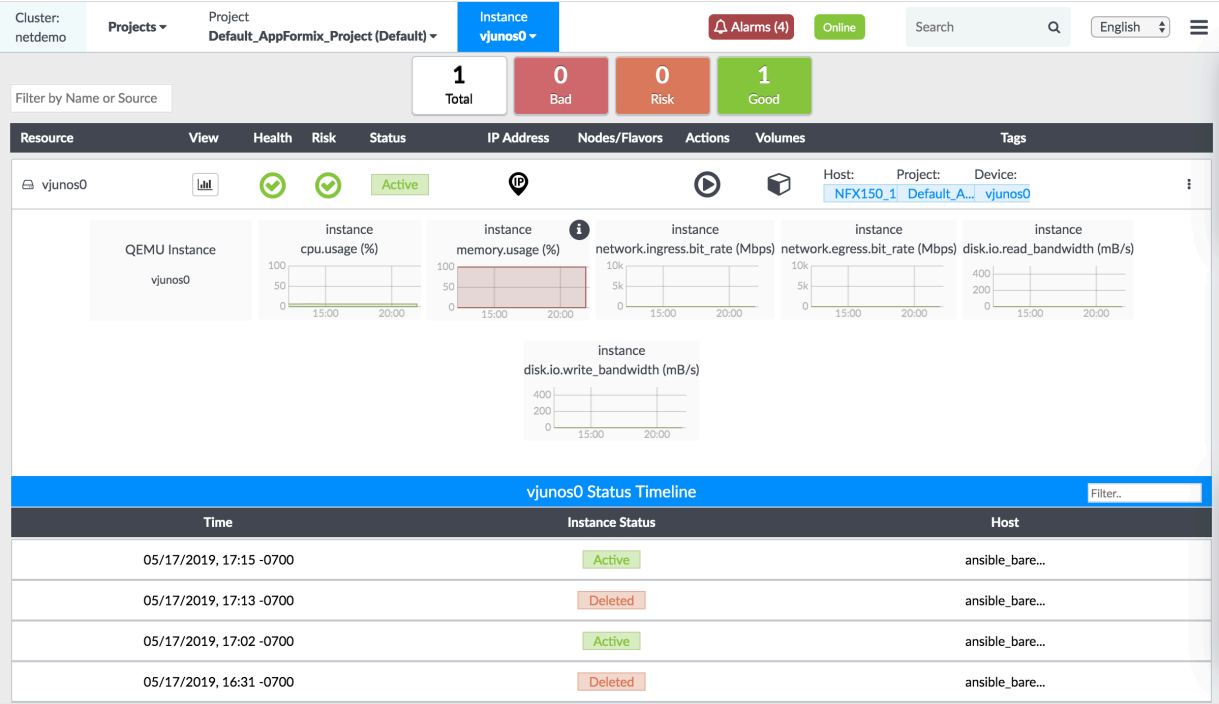 Cluster:
netdemo
Projects
Project
Default_AppFormix_Project (Default)
Instance
vjunos0
Alarms (4)
Online
Search
English
Filter by Name or Source
1
Total
0
Bad
0
Risk
1
Good
Resource View Health Risk Status IP Address Nodes/Flavors Actions Volumes Tags
vjunos0
Active
IP
Host: Project: Device:
NFX150_1 Default_A... vjunos0
QEMU Instance
vjunos0
instance
cpu.usage (%)
100
50
0
15:00 20:00
instance
memory.usage (%)
100
50
0
15:00 20:00
instance
network.ingress.bit_rate (Mbps)
10k
5k
0
15:00 20:00
instance
network.egress.bit_rate (Mbps)
10k
5k
0
15:00 20:00
instance
disk.io.read_bandwidth (mB/s)
400
200
0
15:00 20:00
instance
disk.io.write_bandwidth (mB/s)
400
200
0
15:00 20:00
vjunos0 Status Timeline
Filter..
Time Instance Status Host
05/17/2019, 17:15 -0700 Active ansible_bare...
05/17/2019, 17:13 -0700 Deleted ansible_bare...
05/17/2019, 17:02 -0700 Active ansible_bare...
05/17/2019, 16:31 -0700 Deleted ansible_bare...